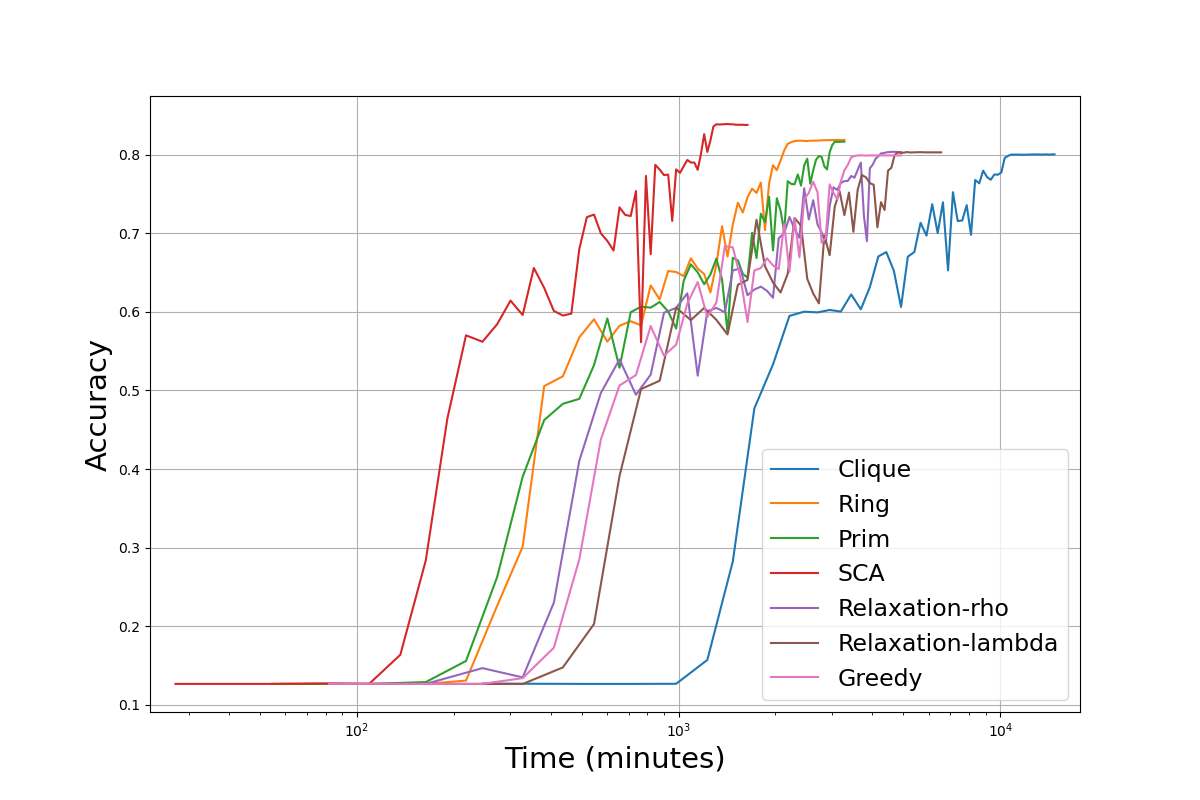 Accuracy
0.8
0.7
0.6
0.5
0.4
0.3
0.2
0.1
Clique
Ring
Prim
SCA
Relaxation-rho
Relaxation-lambda
Greedy
10² 10³ 10⁴
Time (minutes)